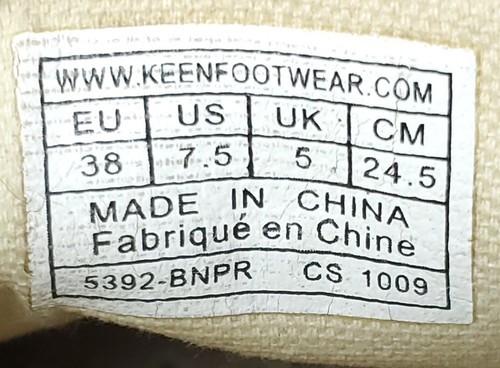 WWW.KEENFOOTWEAR.COM
EU US UK CM
38 7.5 5 24.5
MADE IN CHINA
Fabriqué en Chine
5392-BNPR CS 1009